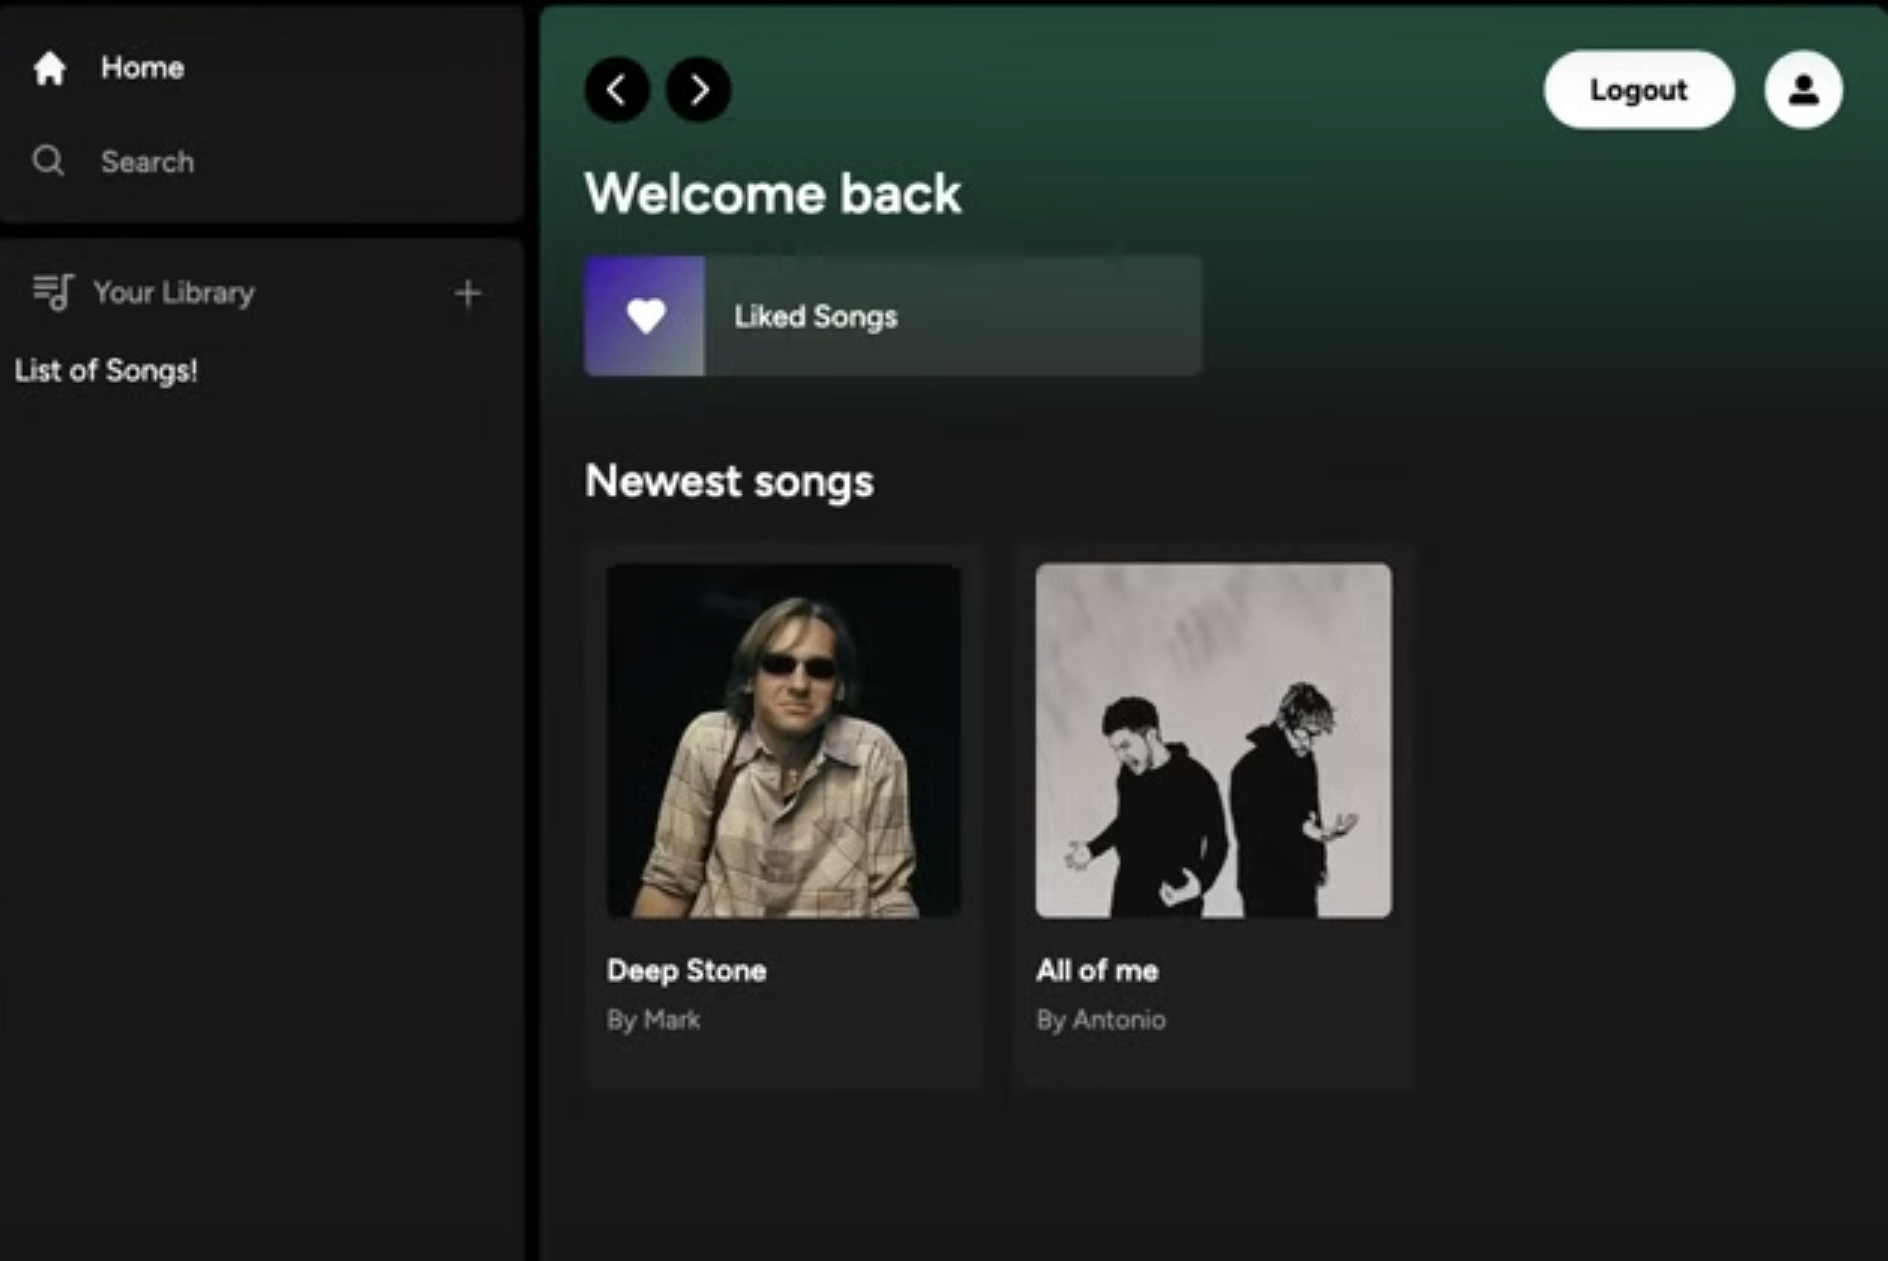 Home
Search
Your Library
List of Songs!
Logout
Welcome back
Liked Songs
Newest songs
Deep Stone
By Mark
All of me
By Antonio